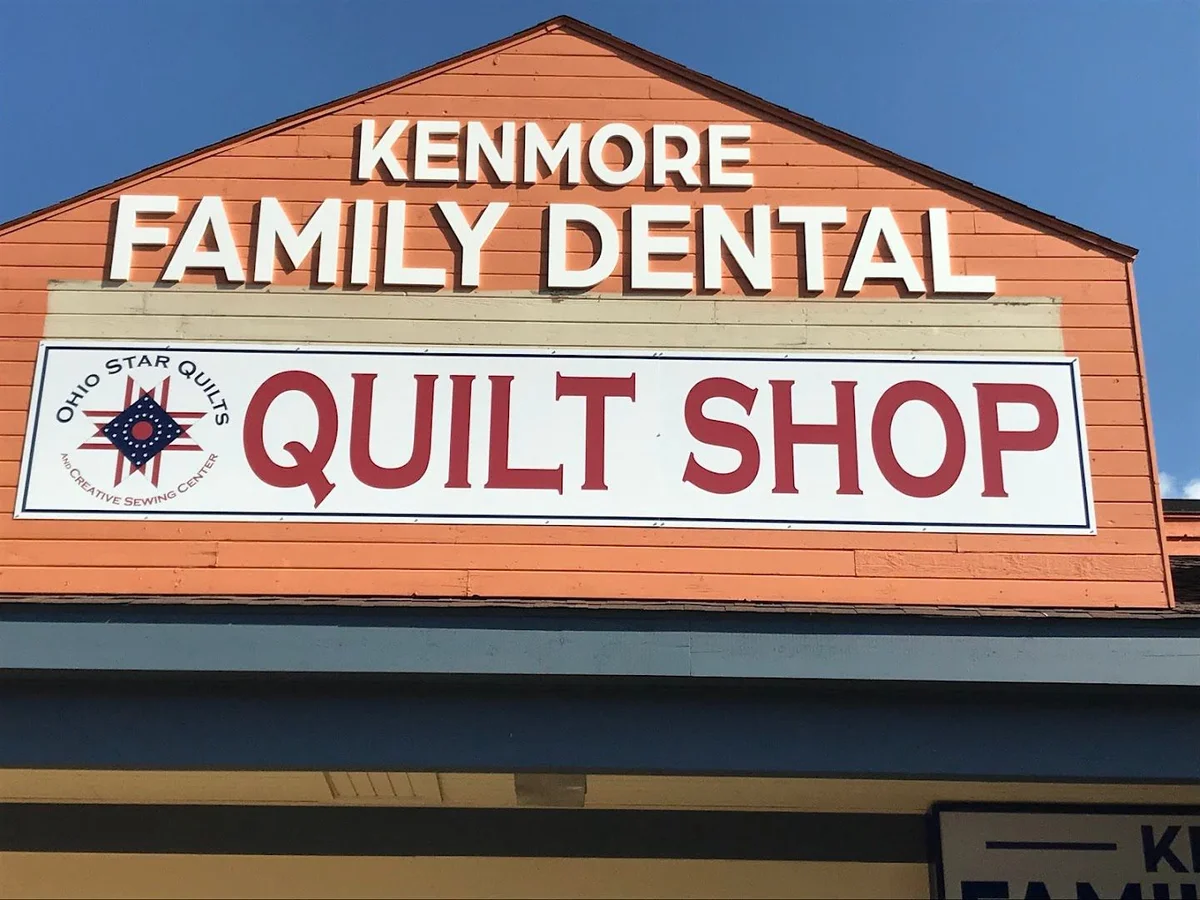 KENMORE
FAMILY DENTAL
OHIO STAR QUILTS
AND CREATIVE SEWING CENTER
QUILT SHOP